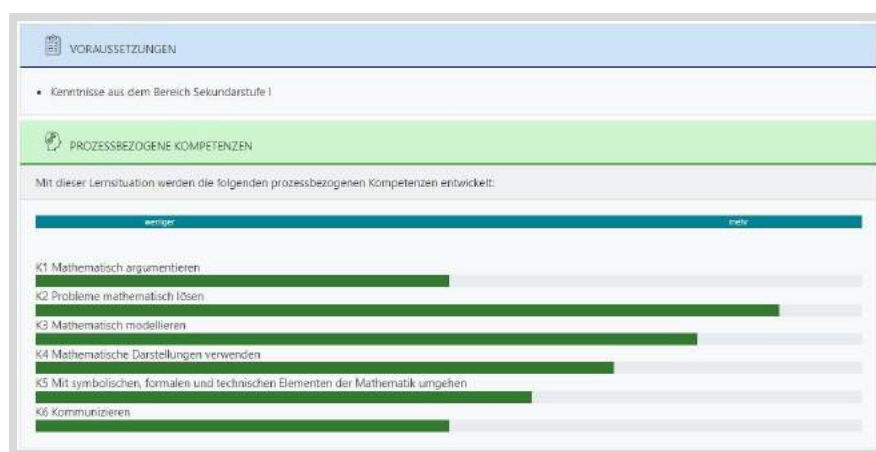 VORAUSSETZUNGEN
• Kenntnisse aus dem Bereich Sekundarstufe I
PROZESSBEZOGENE KOMPETENZEN
Mit dieser Lernsituation werden die folgenden prozessbezogenen Kompetenzen entwickelt:
weniger mehr
K1 Mathematisch argumentieren
K2 Probleme mathematisch lösen
K3 Mathematisch modellieren
K4 Mathematische Darstellungen verwenden
K5 Mit symbolischen, formalen und technischen Elementen der Mathematik umgehen
K6 Kommunizieren